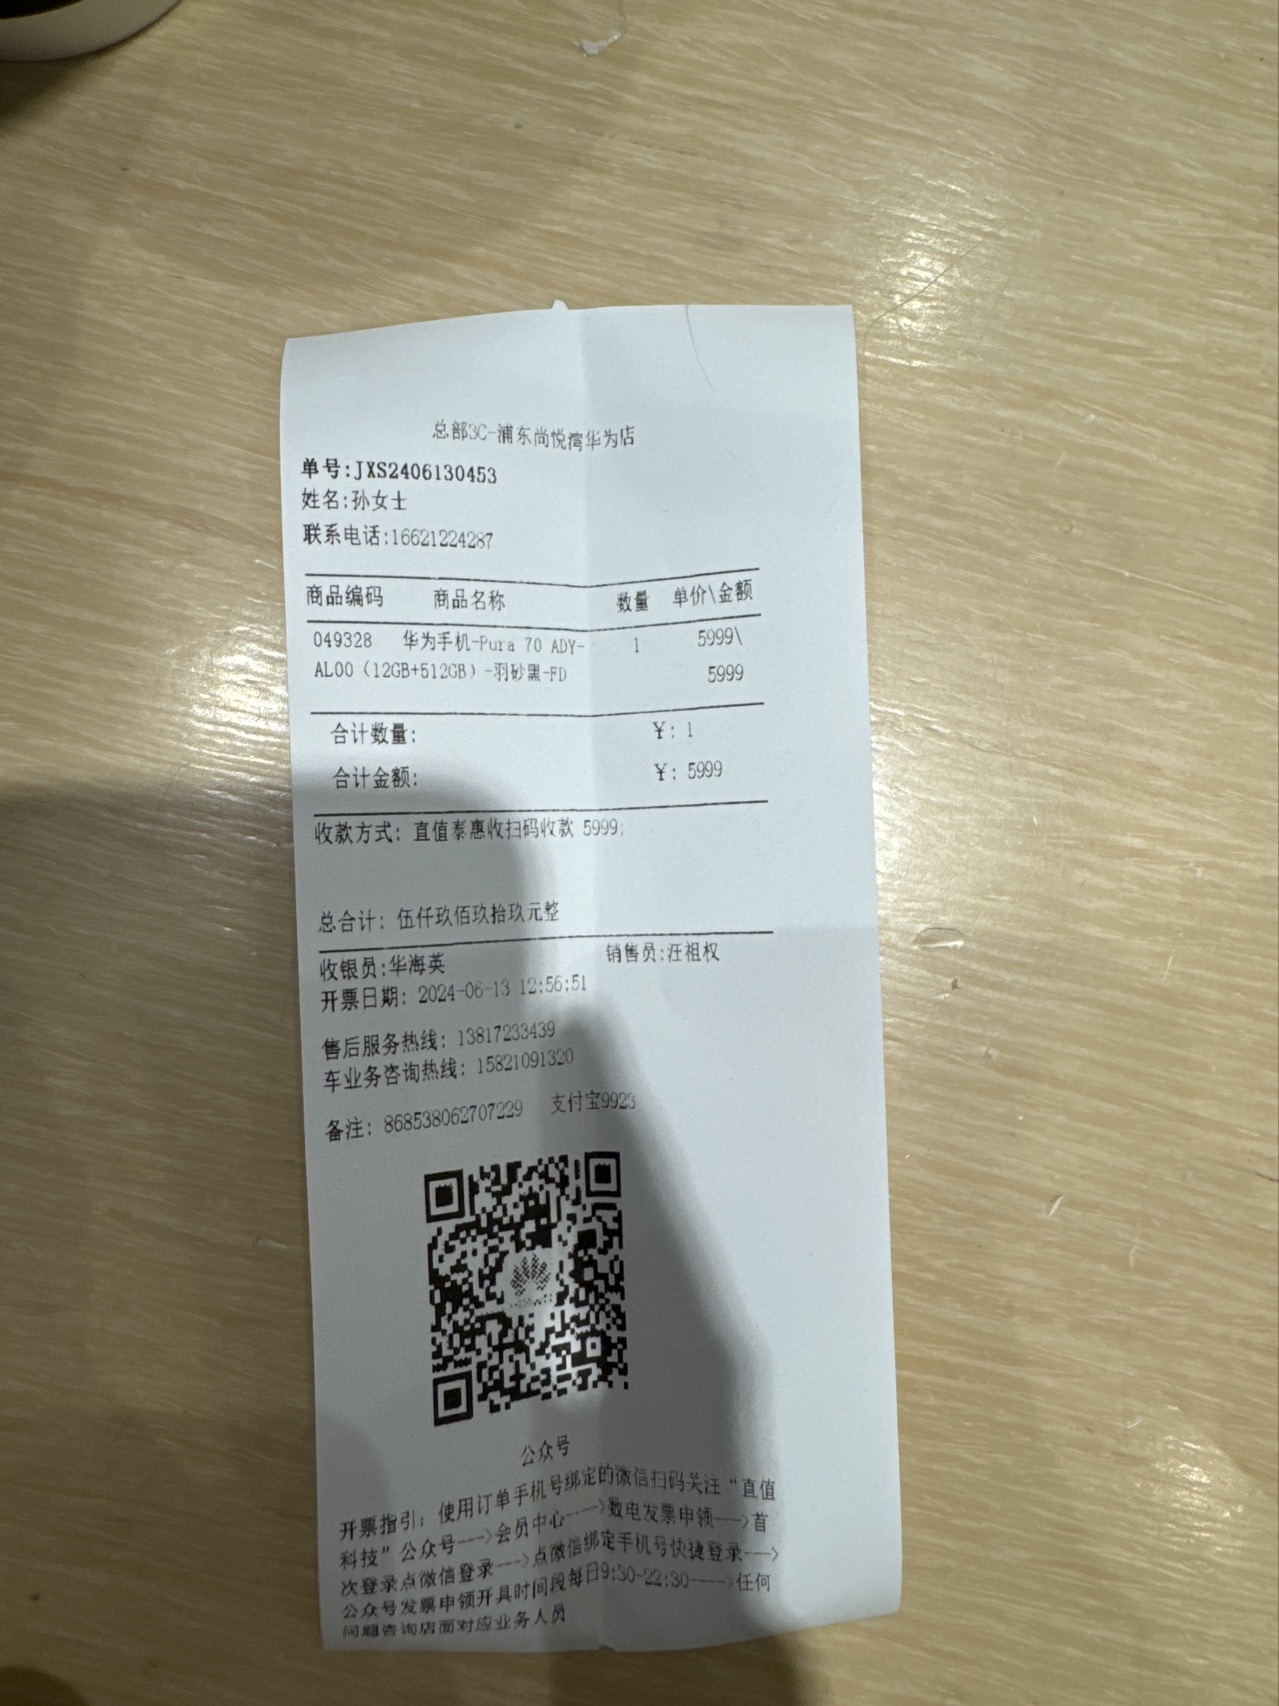 总部3C-浦东尚悦湾华为店
单号:JXS2406130453
姓名:孙女士
联系电话:16621224287
商品编码 商品名称 数量 单价\金额
049328 华为手机-Pura 70 ADY- 1 5999\
AL00（12GB+512GB）-羽砂黑-FD 5999
合计数量: ¥: 1
合计金额: ¥: 5999
收款方式: 直值泰惠收扫码收款 5999;
总合计: 伍仟玖佰玖拾玖元整
收银员:华海英 销售员:汪祖权
开票日期: 2024-06-13 12:56:51
售后服务热线: 13817233439
车业务咨询热线: 15821091320
备注: 868538062707229 支付宝9923
公众号
开票指引: 使用订单手机号绑定的微信扫码关注“直值
科技”公众号--->会员中心---->数电发票申领--->首
次登录点微信登录--->点微信绑定手机号快捷登录--->
公众号发票申领开具时间段每日9:30-22:30---->任何
问题咨询店面对应业务人员